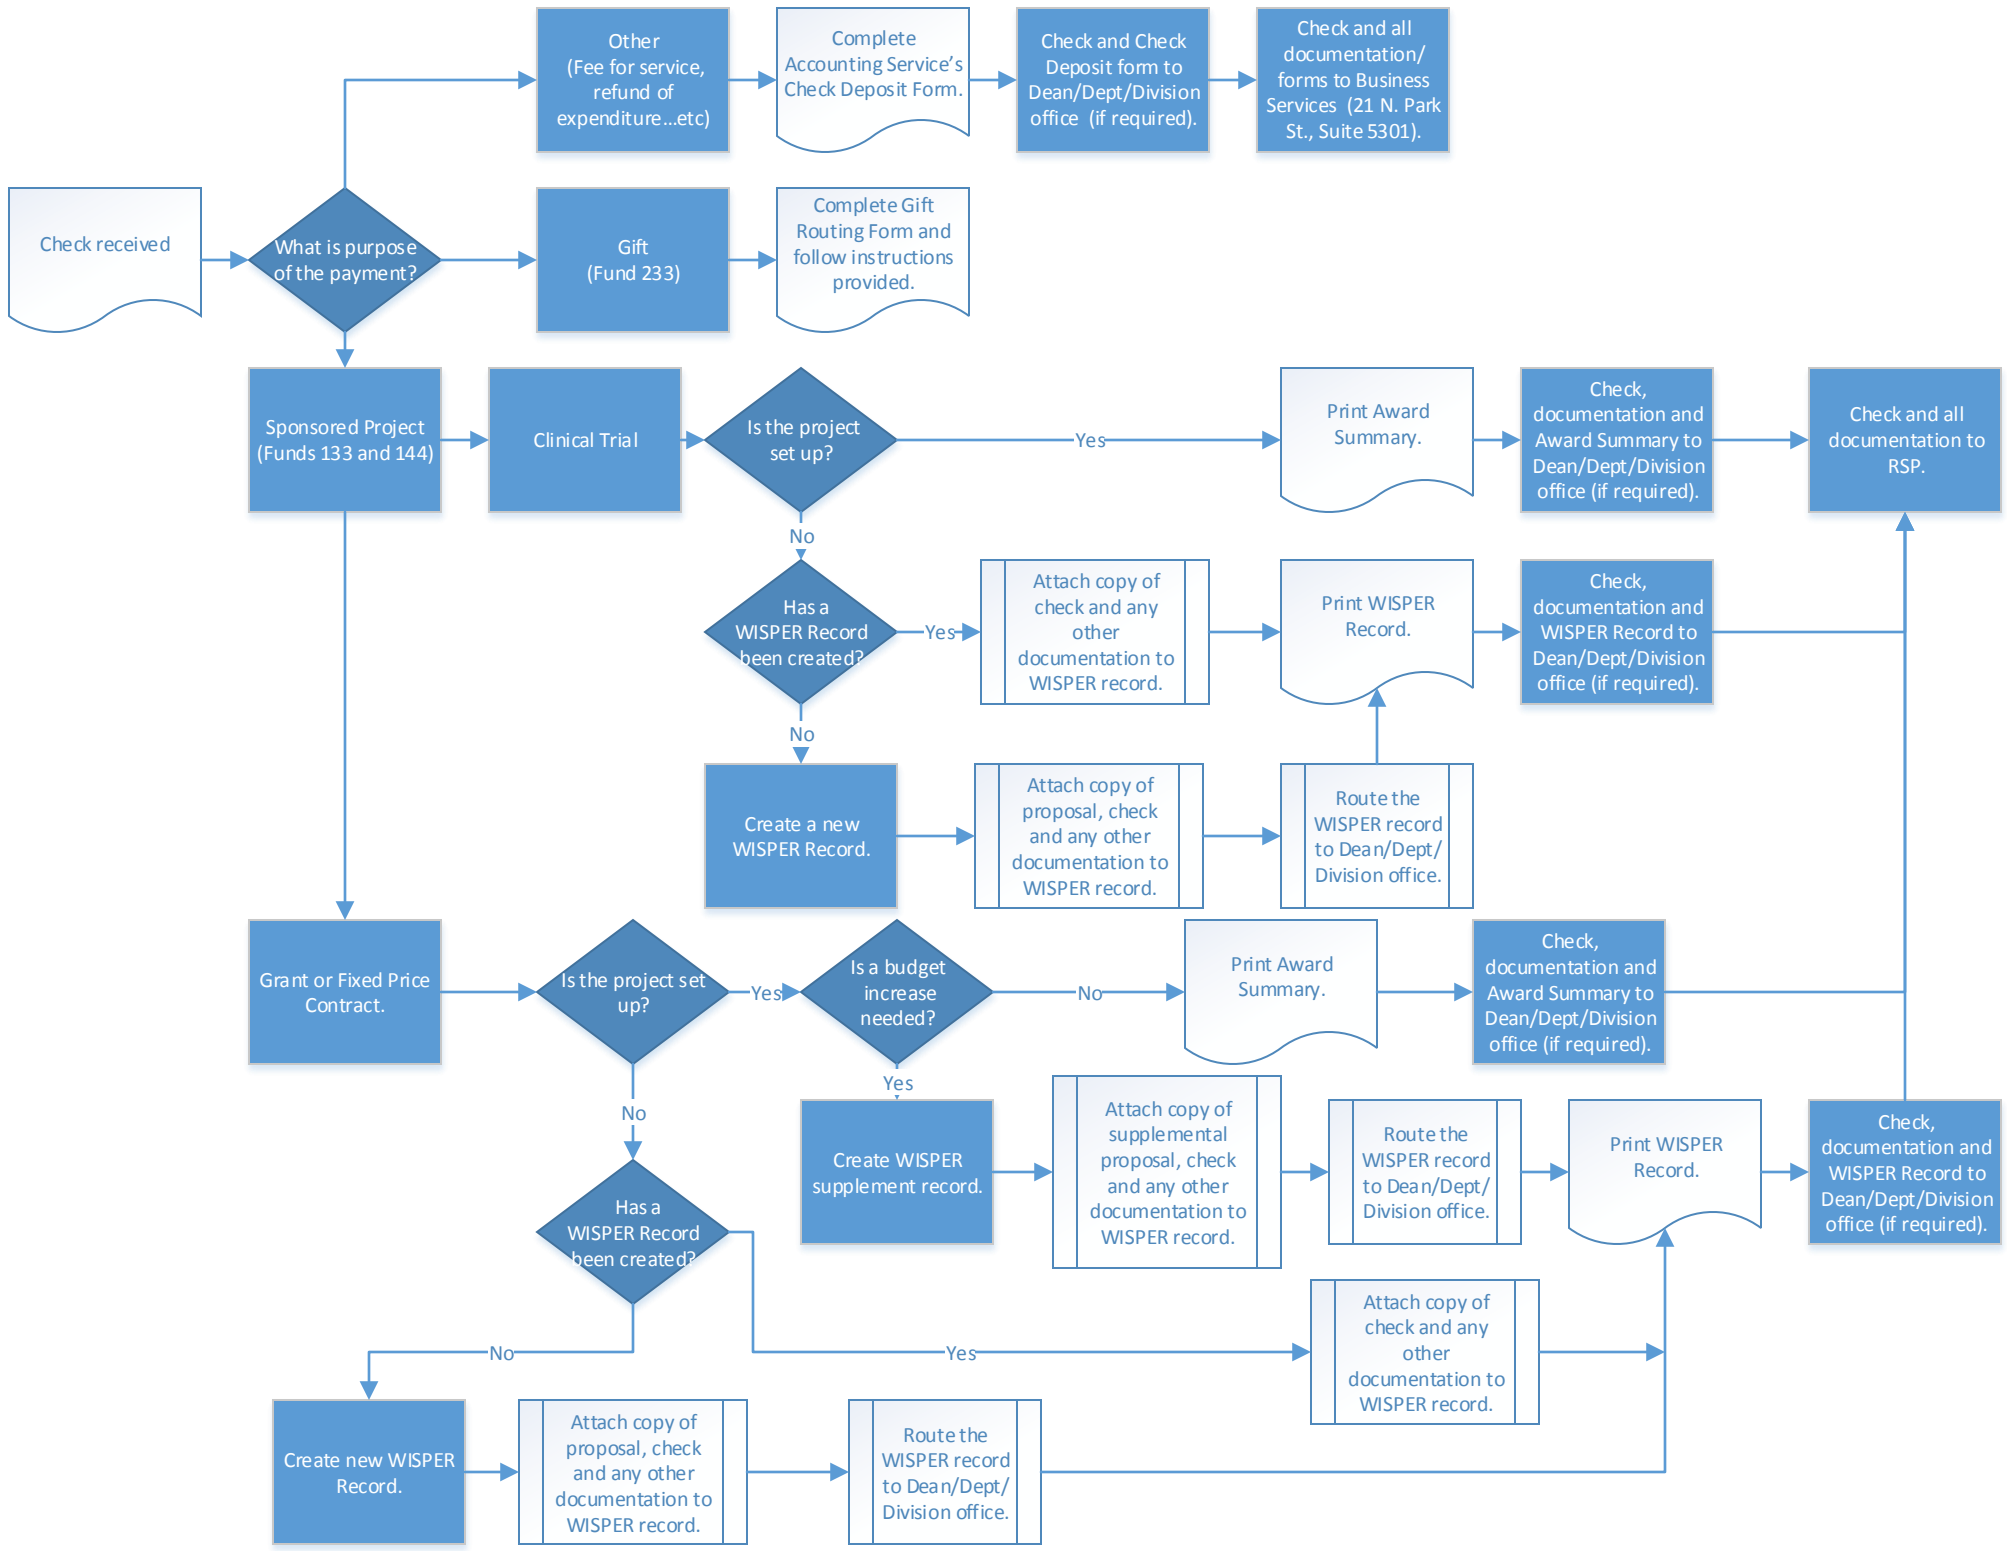 Other
(Fee for service,
refund of
expenditure...etc)
Complete
Accounting Service's
Check Deposit Form.
Check and Check
Deposit form to
Dean/Dept/Division
office (if required).
Check and all
documentation/
forms to Business
Services (21 N. Park
St., Suite 5301).
Check received
What is purpose
of the payment?
Gift
(Fund 233)
Complete Gift
Routing Form and
follow instructions
provided.
Sponsored Project
(Funds 133 and 144)
Clinical Trial
Is the project
set up?
Yes
Print Award
Summary.
Check,
documentation and
Award Summary to
Dean/Dept/Division
office (if required).
Check and all
documentation to
RSP.
No
Has a
WISPER Record
been created?
Yes
Attach copy of
check and any
other
documentation to
WISPER record.
Print WISPER
Record.
Check,
documentation and
WISPER Record to
Dean/Dept/Division
office (if required).
No
Create a new
WISPER Record.
Attach copy of
proposal, check
and any other
documentation to
WISPER record.
Route the
WISPER record
to Dean/Dept/
Division office.
Grant or Fixed Price
Contract.
Is the project set
up?
Yes
Is a budget
increase
needed?
No
Print Award
Summary.
Check,
documentation and
Award Summary to
Dean/Dept/Division
office (if required).
Yes
No
Create WISPER
supplement record.
Attach copy of
supplemental
proposal, check
and any other
documentation to
WISPER record.
Route the
WISPER record
to Dean/Dept/
Division office.
Print WISPER
Record.
Check,
documentation and
WISPER Record to
Dean/Dept/Division
office (if required).
Has a
WISPER Record
been created?
No
Yes
Attach copy of
check and any
other
documentation to
WISPER record.
Create new WISPER
Record.
Attach copy of
proposal, check
and any other
documentation to
WISPER record.
Route the
WISPER record
to Dean/Dept/
Division office.